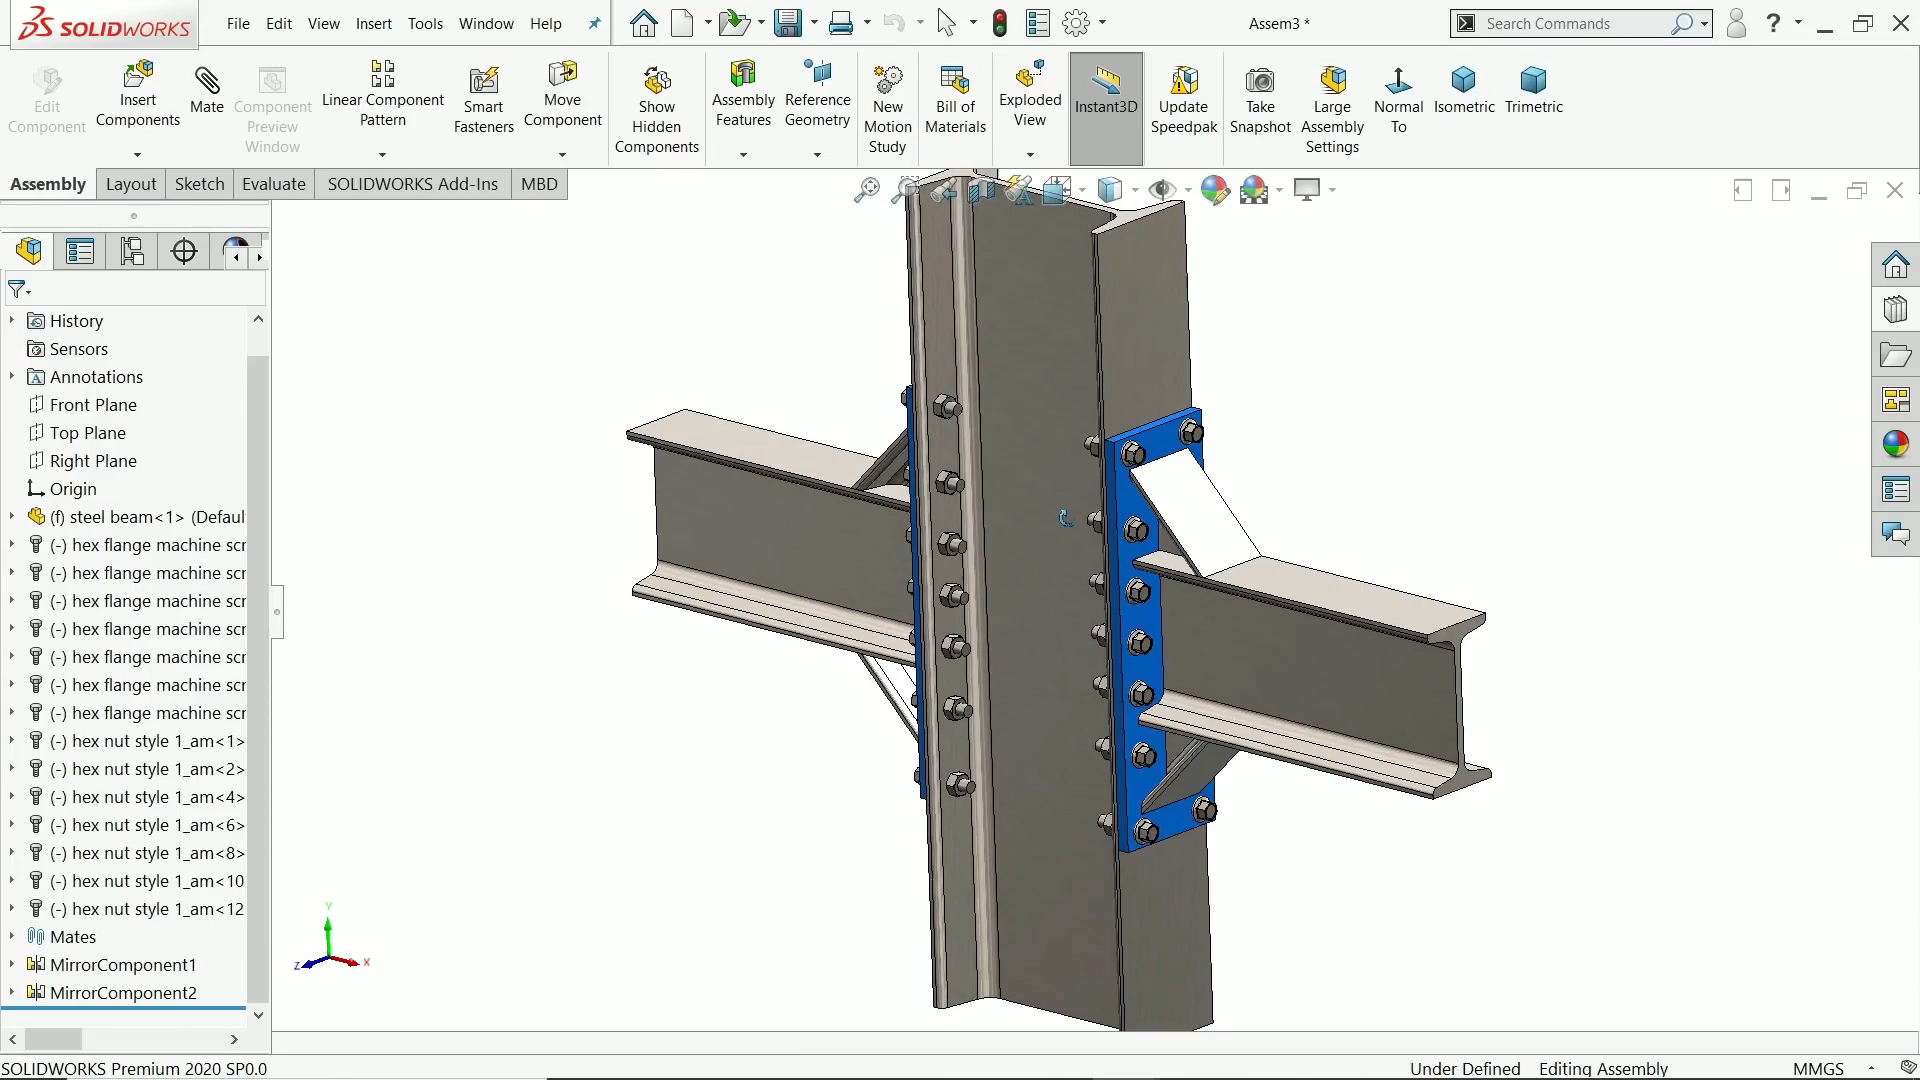 SOLIDWORKS
File Edit View Insert Tools Window Help
Assem3 *
Search Commands
?
Edit Component
Insert Components
Mate
Component Preview Window
Linear Component Pattern
Smart Fasteners
Move Component
Show Hidden Components
Assembly Features
Reference Geometry
New Motion Study
Bill of Materials
Exploded View
Instant3D
Update Speedpak
Take Snapshot
Large Assembly Settings
Normal To
Isometric
Trimetric
Assembly Layout Sketch Evaluate SOLIDWORKS Add-Ins MBD
History
Sensors
Annotations
Front Plane
Top Plane
Right Plane
Origin
(f) steel beam<1> (Defaul
(-) hex flange machine scr
(-) hex flange machine scr
(-) hex flange machine scr
(-) hex flange machine scr
(-) hex flange machine scr
(-) hex flange machine scr
(-) hex flange machine scr
(-) hex nut style 1_am<1>
(-) hex nut style 1_am<2>
(-) hex nut style 1_am<4>
(-) hex nut style 1_am<6>
(-) hex nut style 1_am<8>
(-) hex nut style 1_am<10
(-) hex nut style 1_am<12
Mates
MirrorComponent1
MirrorComponent2
Y
Z
X
SOLIDWORKS Premium 2020 SP0.0
Under Defined Editing Assembly MMGS